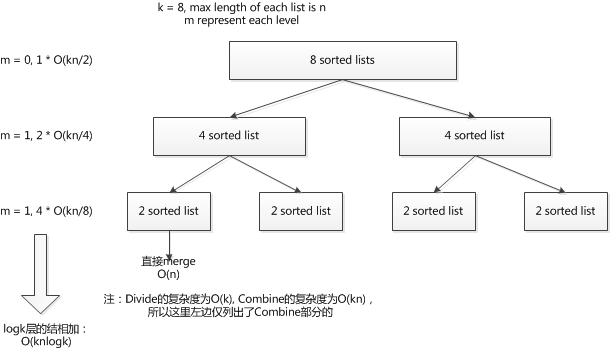 k = 8, max length of each list is n
m represent each level
m = 0, 1 * O(kn/2)
8 sorted lists
m = 1, 2 * O(kn/4)
4 sorted list
4 sorted list
m = 1, 4 * O(kn/8)
2 sorted list
2 sorted list
2 sorted list
2 sorted list
直接merge
O(n)
注：Divide的复杂度为O(k), Combine的复杂度为O(kn)，
所以这里左边仅列出了Combine部分的
logk层的结相加：
O(knlogk)